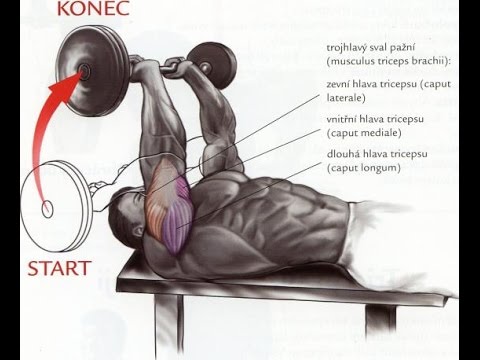 KONEC
trojhlavý sval pažní
(musculus triceps brachii):
zevní hlava tricepsu (caput
laterale)
vnitřní hlava tricepsu
(caput mediale)
dlouhá hlava tricepsu
(caput longum)
START